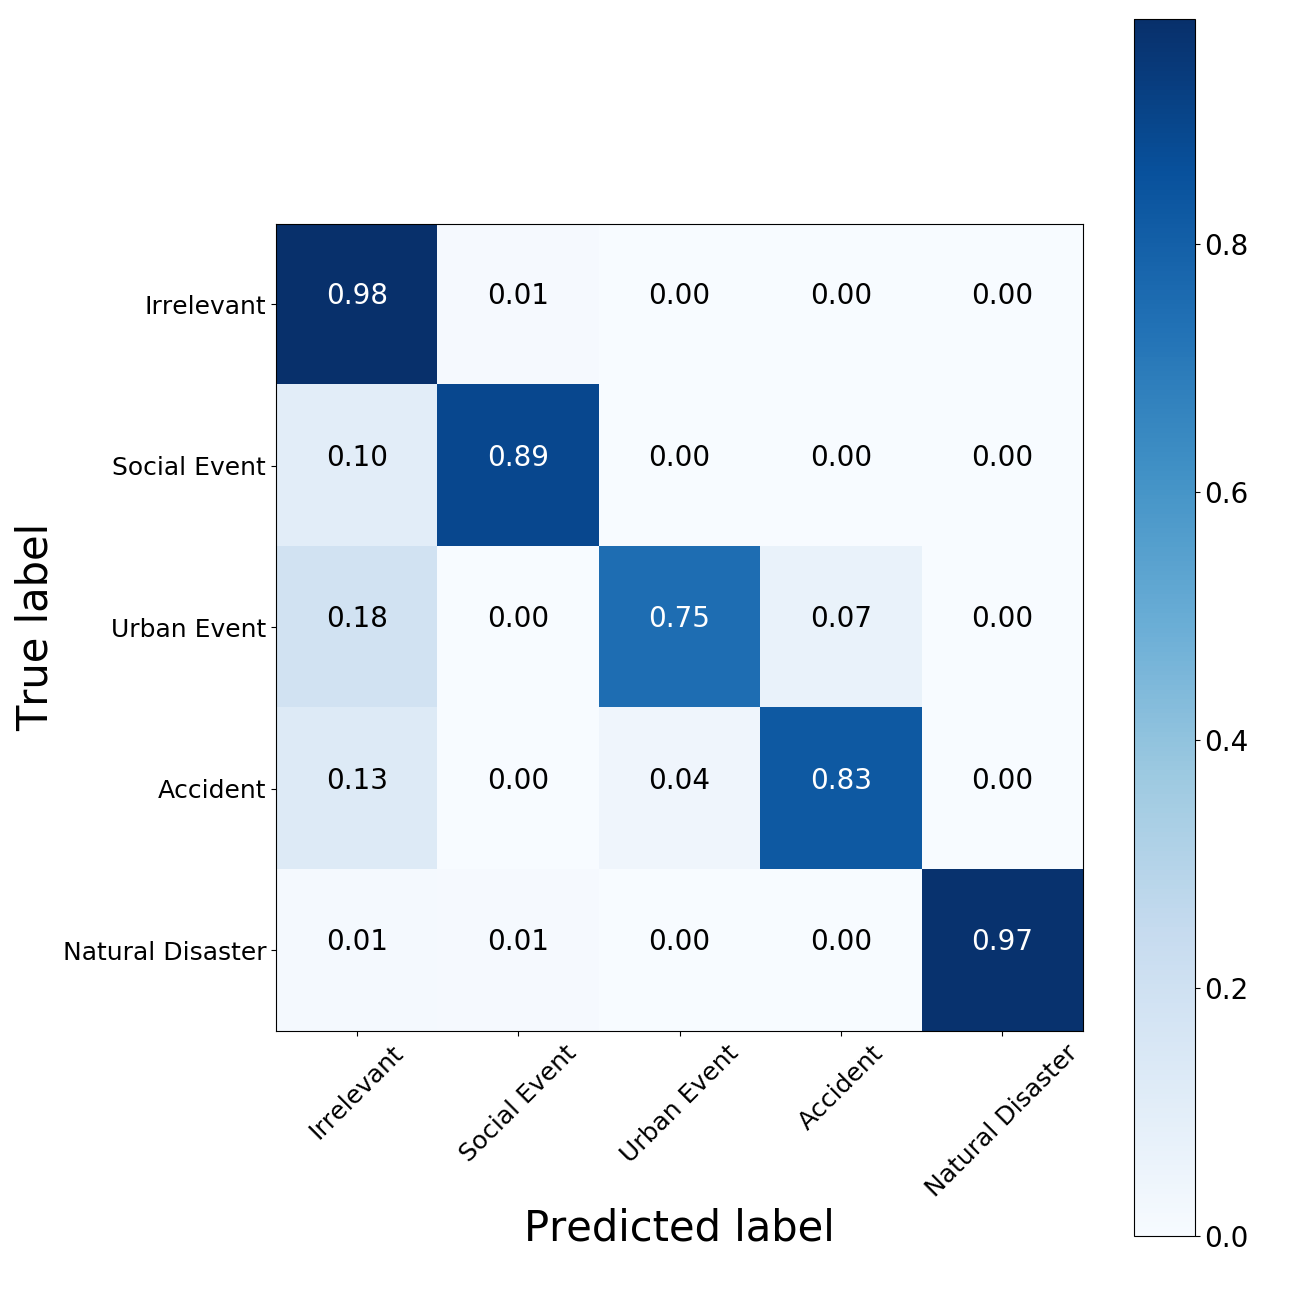 Irrelevant 0.98 0.01 0.00 0.00 0.00
Social Event 0.10 0.89 0.00 0.00 0.00
Urban Event 0.18 0.00 0.75 0.07 0.00
Accident 0.13 0.00 0.04 0.83 0.00
Natural Disaster 0.01 0.01 0.00 0.00 0.97
True label
Irrelevant
Social Event
Urban Event
Accident
Natural Disaster
Predicted label
0.8
0.6
0.4
0.2
0.0